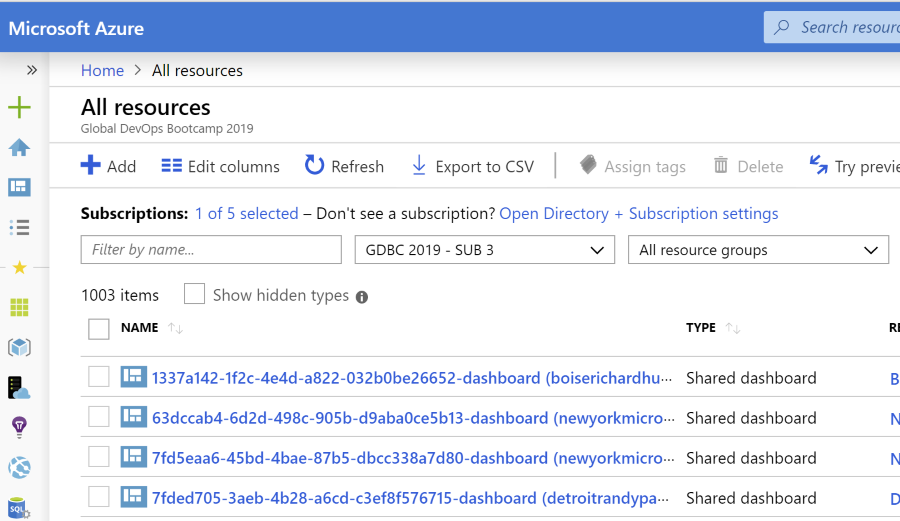 Microsoft Azure
Search resour
Home > All resources
All resources
Global DevOps Bootcamp 2019
Add Edit columns Refresh Export to CSV Assign tags Delete Try previe
Subscriptions: 1 of 5 selected – Don't see a subscription? Open Directory + Subscription settings
Filter by name... GDBC 2019 - SUB 3 All resource groups
1003 items Show hidden types
NAME TYPE RE
1337a142-1f2c-4e4d-a822-032b0be26652-dashboard (boiserichardhu··· Shared dashboard B
63dccab4-6d2d-498c-905b-d9aba0ce5b13-dashboard (newyorkmicro··· Shared dashboard N
7fd5eaa6-45bd-4bae-87b5-dbcc338a7d80-dashboard (newyorkmicro··· Shared dashboard N
7fded705-3aeb-4b28-a6cd-c3ef8f576715-dashboard (detroitrandypa··· Shared dashboard D
SQL